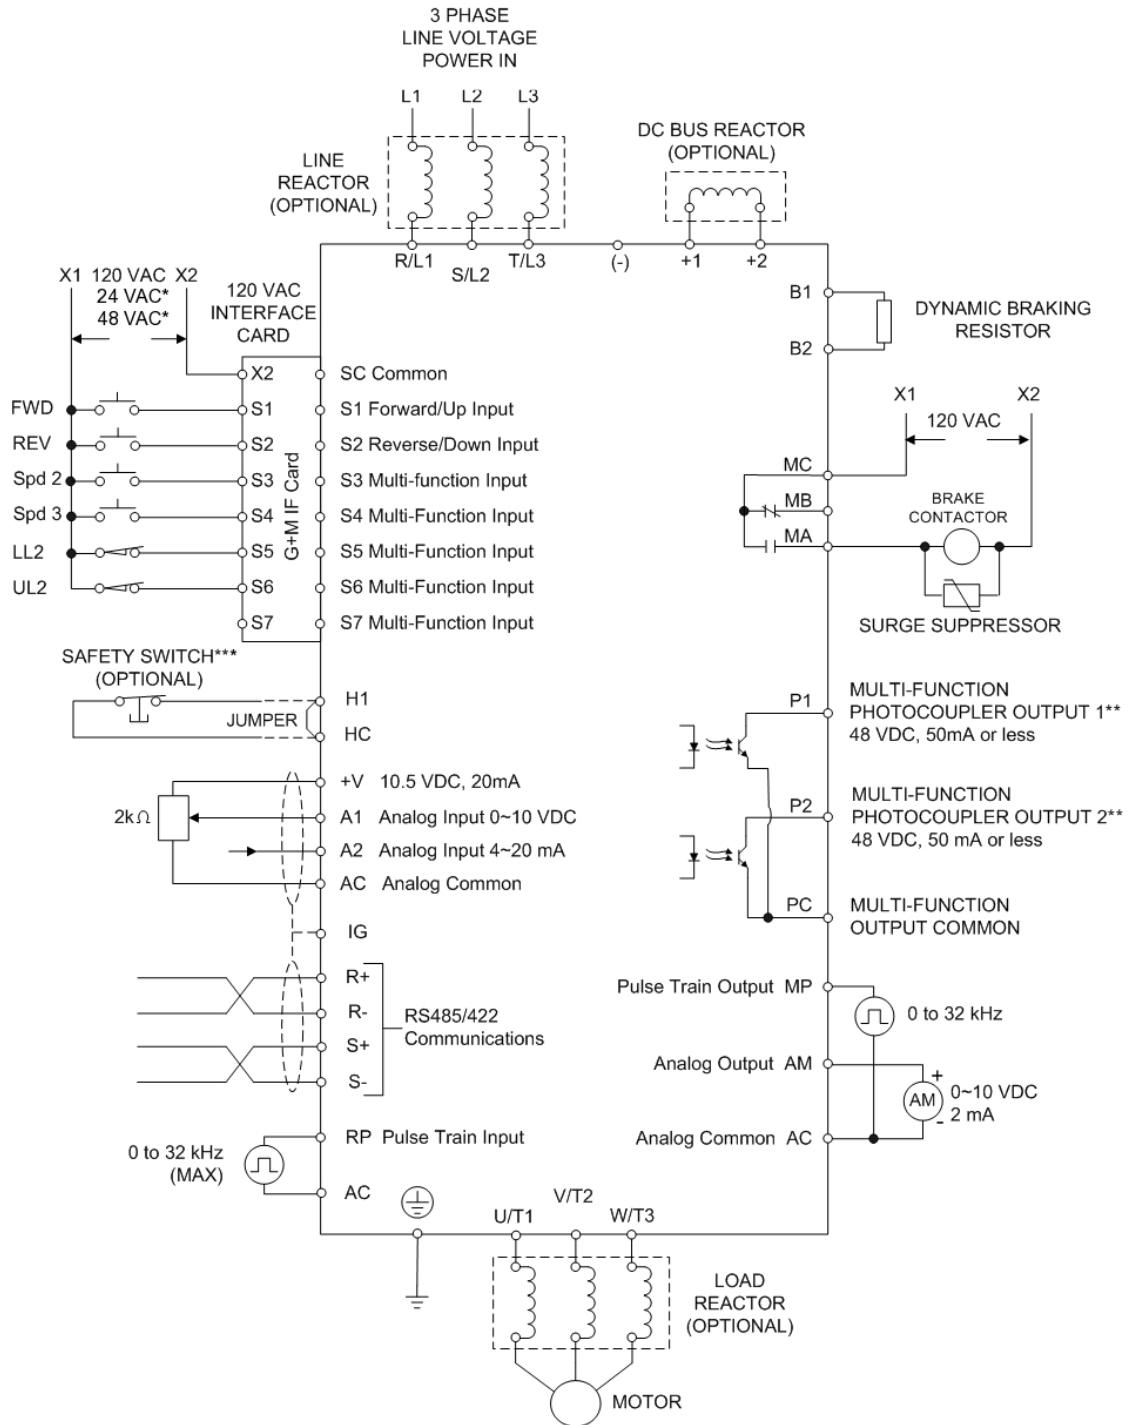 3 PHASE
LINE VOLTAGE
POWER IN
L1 L2 L3
LINE
REACTOR
(OPTIONAL)
DC BUS REACTOR
(OPTIONAL)
R/L1 S/L2 T/L3 (-) +1 +2
X1 120 VAC X2
24 VAC*
48 VAC*
120 VAC
INTERFACE
CARD
G+M IF Card
X2 SC Common
FWD S1 S1 Forward/Up Input
REV S2 S2 Reverse/Down Input
Spd 2 S3 S3 Multi-function Input
Spd 3 S4 S4 Multi-Function Input
LL2 S5 S5 Multi-Function Input
UL2 S6 S6 Multi-Function Input
S7 S7 Multi-Function Input
B1
B2
DYNAMIC BRAKING
RESISTOR
X1 X2
120 VAC
MC
MB
MA
BRAKE
CONTACTOR
SURGE SUPPRESSOR
SAFETY SWITCH***
(OPTIONAL)
JUMPER
H1
HC
+V 10.5 VDC, 20mA
2kΩ
A1 Analog Input 0~10 VDC
A2 Analog Input 4~20 mA
AC Analog Common
IG
R+
R-
S+
S-
RS485/422
Communications
0 to 32 kHz
(MAX)
RP Pulse Train Input
AC
P1
MULTI-FUNCTION
PHOTOCOUPLER OUTPUT 1**
48 VDC, 50mA or less
P2
MULTI-FUNCTION
PHOTOCOUPLER OUTPUT 2**
48 VDC, 50 mA or less
PC
MULTI-FUNCTION
OUTPUT COMMON
Pulse Train Output MP
0 to 32 kHz
Analog Output AM
AM
+
-
0~10 VDC
2 mA
Analog Common AC
U/T1 V/T2 W/T3
LOAD
REACTOR
(OPTIONAL)
MOTOR